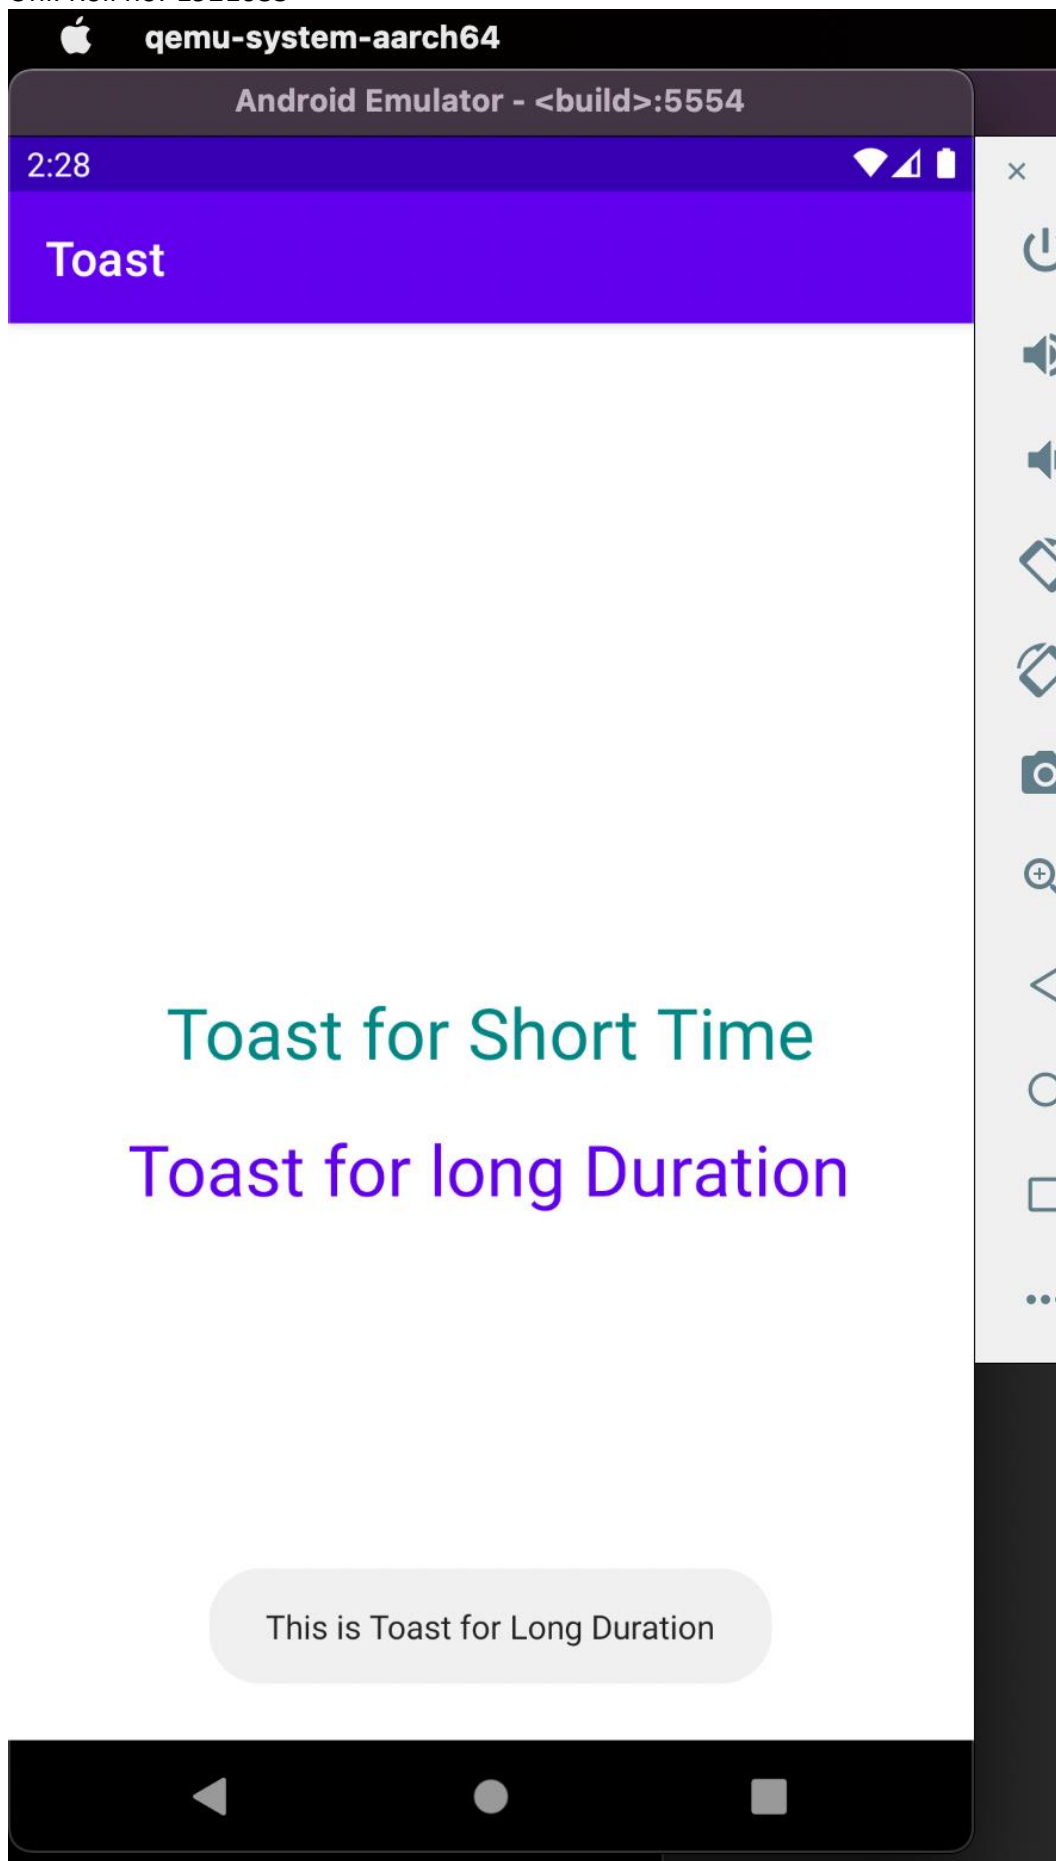 qemu-system-aarch64
Android Emulator - <build>:5554
2:28
Toast
Toast for Short Time
Toast for long Duration
This is Toast for Long Duration